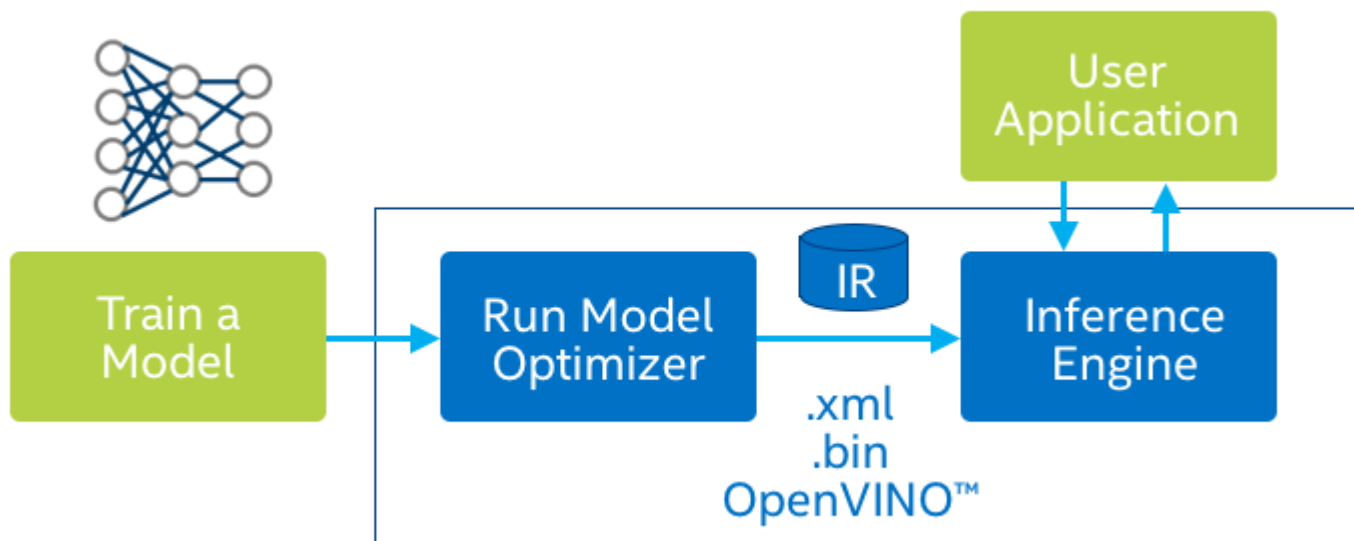 User
Application
IR
Train a
Model
Run Model
Optimizer
Inference
Engine
.xml
.bin
OpenVINO™